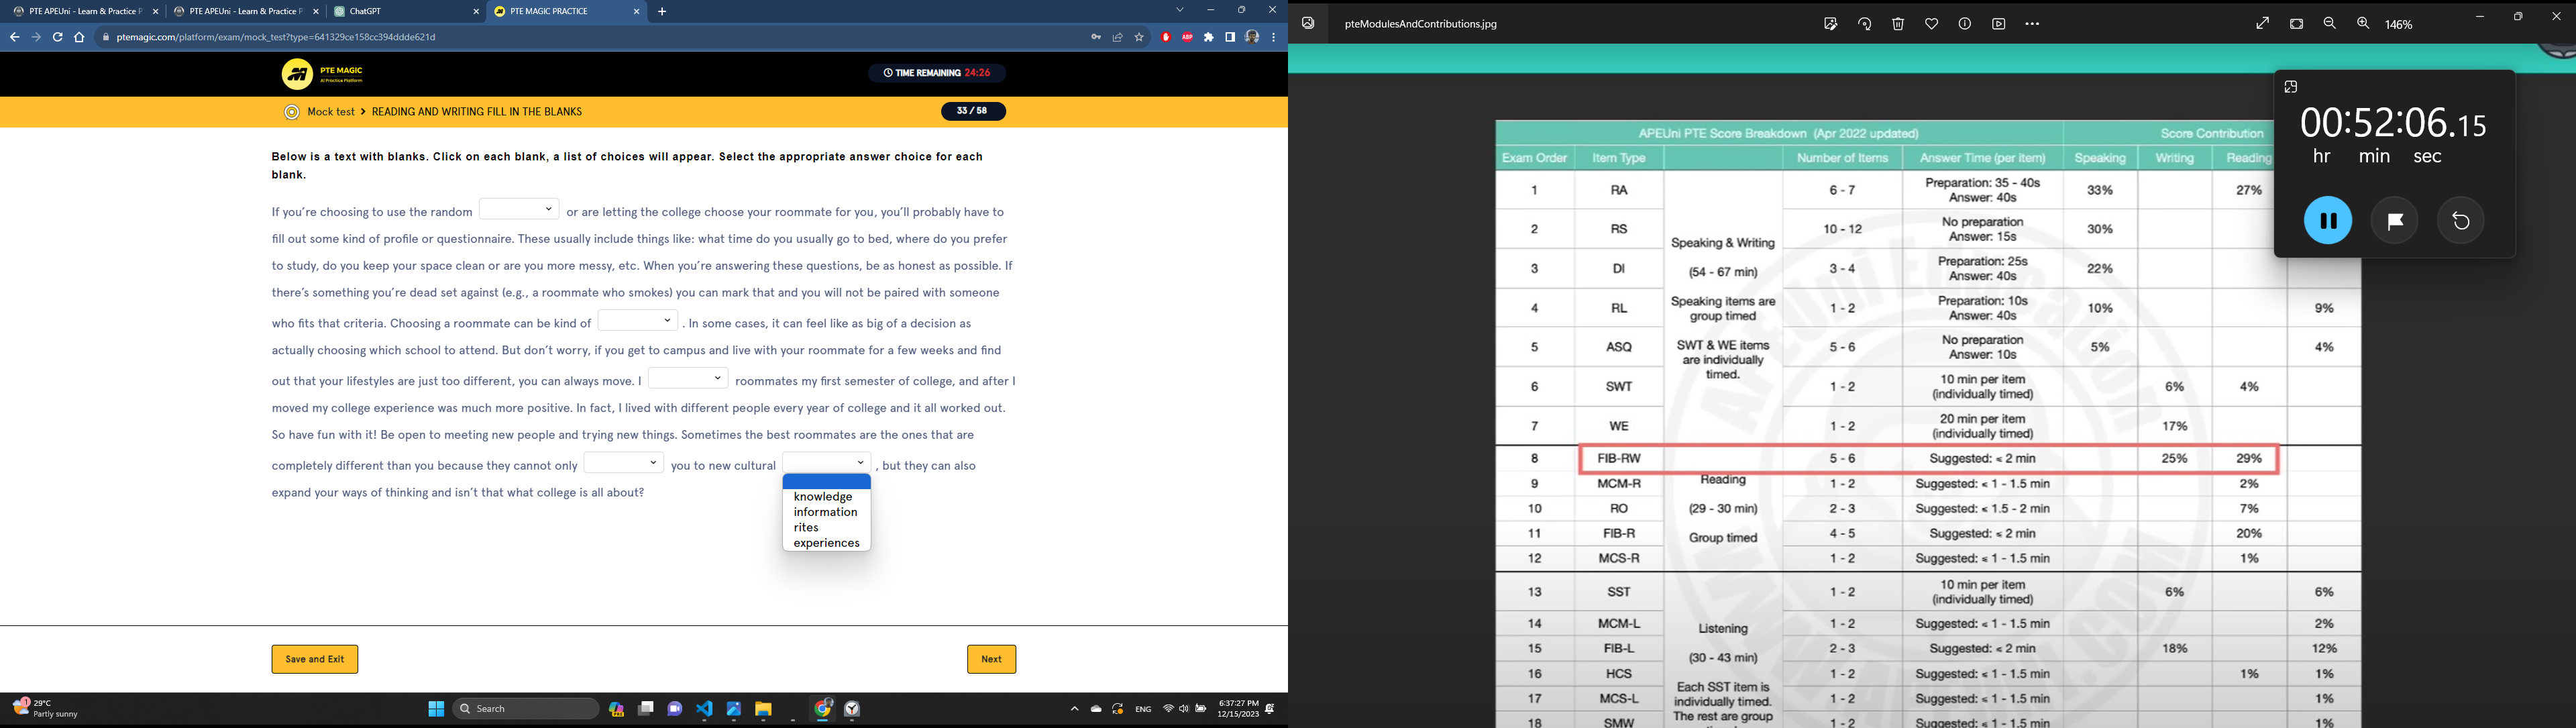 PTE APEUni - Learn & Practice P
PTE APEUni - Learn & Practice P
ChatGPT
PTE MAGIC PRACTICE
ptemagic.com/platform/exam/mock_test?type=641329ce158cc394ddde621d
ABP
PTE MAGIC
AI Practice Platform
TIME REMAINING 24:26
Mock test > READING AND WRITING FILL IN THE BLANKS
33 / 58
Below is a text with blanks. Click on each blank, a list of choices will appear. Select the appropriate answer choice for each
blank.
If you're choosing to use the random or are letting the college choose your roommate for you, you'll probably have to
fill out some kind of profile or questionnaire. These usually include things like: what time do you usually go to bed, where do you prefer
to study, do you keep your space clean or are you more messy, etc. When you're answering these questions, be as honest as possible. If
there's something you're dead set against (e.g., a roommate who smokes) you can mark that and you will not be paired with someone
who fits that criteria. Choosing a roommate can be kind of . In some cases, it can feel like as big of a decision as
actually choosing which school to attend. But don't worry, if you get to campus and live with your roommate for a few weeks and find
out that your lifestyles are just too different, you can always move. I roommates my first semester of college, and after I
moved my college experience was much more positive. In fact, I lived with different people every year of college and it all worked out.
So have fun with it! Be open to meeting new people and trying new things. Sometimes the best roommates are the ones that are
completely different than you because they cannot only you to new cultural , but they can also
expand your ways of thinking and isn't that what college is all about?
knowledge
information
rites
experiences
Save and Exit
Next
29°C
Partly sunny
Search
ENG
6:37:27 PM
12/15/2023
pteModulesAndContributions.jpg
146%
00:52:06.15
hr min sec
APEUni PTE Score Breakdown (Apr 2022 updated) Score Contribution
Exam Order Item Type Number of Items Answer Time (per item) Speaking Writing Reading
1 RA 6 - 7 Preparation: 35 - 40s Answer: 40s 33% 27%
2 RS 10 - 12 No preparation Answer: 15s 30%
Speaking & Writing
(54 - 67 min)
3 DI 3 - 4 Preparation: 25s Answer: 40s 22%
Speaking items are
group timed
4 RL 1 - 2 Preparation: 10s Answer: 40s 10% 9%
5 ASQ 5 - 6 No preparation Answer: 10s 5% 4%
SWT & WE items
are individually
timed.
6 SWT 1 - 2 10 min per item (individually timed) 6% 4%
7 WE 1 - 2 20 min per item (individually timed) 17%
8 FIB-RW 5 - 6 Suggested: < 2 min 25% 29%
Reading
9 MCM-R 1 - 2 Suggested: < 1 - 1.5 min 2%
10 RO (29 - 30 min) 2 - 3 Suggested: < 1.5 - 2 min 7%
11 FIB-R Group timed 4 - 5 Suggested: < 2 min 20%
12 MCS-R 1 - 2 Suggested: < 1 - 1.5 min 1%
13 SST 1 - 2 10 min per item (individually timed) 6% 6%
14 MCM-L Listening 1 - 2 Suggested: < 1 - 1.5 min 2%
15 FIB-L (30 - 43 min) 2 - 3 Suggested: < 2 min 18% 12%
16 HCS 1 - 2 Suggested: < 1 - 1.5 min 1% 1%
Each SST item is
individually timed.
The rest are group
17 MCS-L 1 - 2 Suggested: < 1 - 1.5 min 1%
18 SMW 1 - 2 Suggested: < 1 - 1.5 min 1%